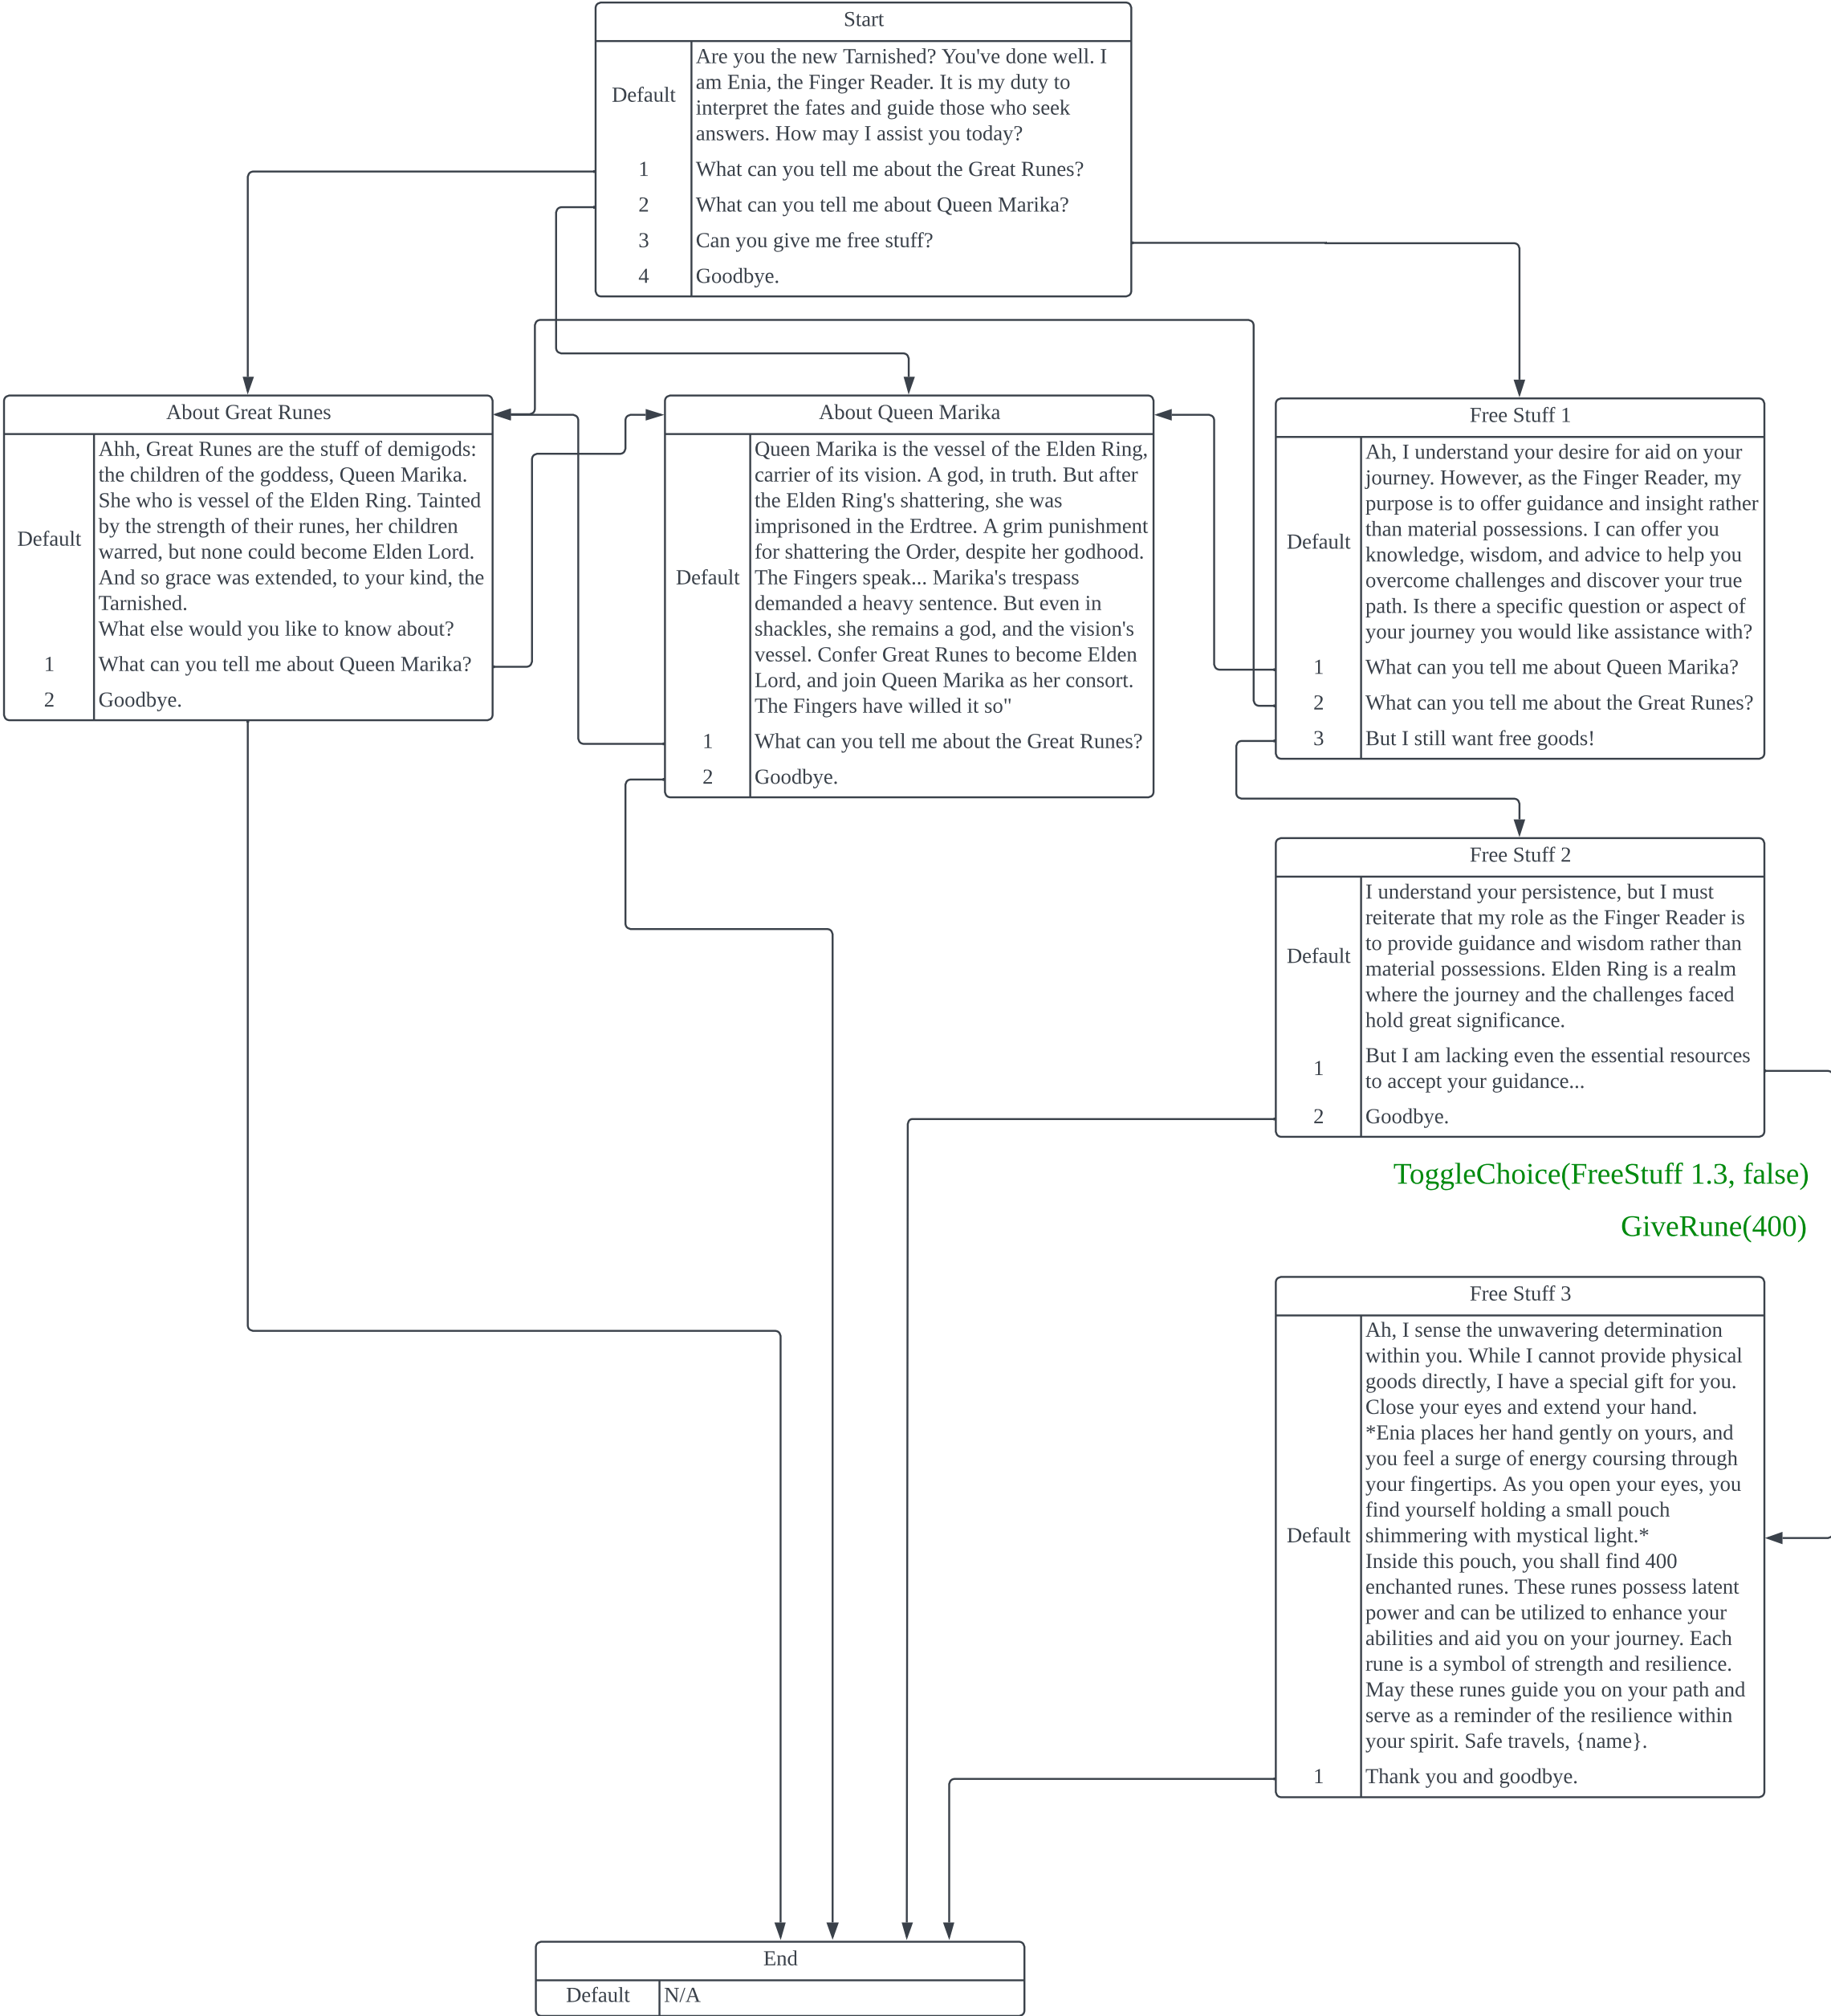 Start
Default
Are you the new Tarnished? You've done well. I
am Enia, the Finger Reader. It is my duty to
interpret the fates and guide those who seek
answers. How may I assist you today?
1 What can you tell me about the Great Runes?
2 What can you tell me about Queen Marika?
3 Can you give me free stuff?
4 Goodbye.
About Great Runes
Default
Ahh, Great Runes are the stuff of demigods:
the children of the goddess, Queen Marika.
She who is vessel of the Elden Ring. Tainted
by the strength of their runes, her children
warred, but none could become Elden Lord.
And so grace was extended, to your kind, the
Tarnished.
What else would you like to know about?
1 What can you tell me about Queen Marika?
2 Goodbye.
About Queen Marika
Default
Queen Marika is the vessel of the Elden Ring,
carrier of its vision. A god, in truth. But after
the Elden Ring's shattering, she was
imprisoned in the Erdtree. A grim punishment
for shattering the Order, despite her godhood.
The Fingers speak... Marika's trespass
demanded a heavy sentence. But even in
shackles, she remains a god, and the vision's
vessel. Confer Great Runes to become Elden
Lord, and join Queen Marika as her consort.
The Fingers have willed it so"
1 What can you tell me about the Great Runes?
2 Goodbye.
Free Stuff 1
Default
Ah, I understand your desire for aid on your
journey. However, as the Finger Reader, my
purpose is to offer guidance and insight rather
than material possessions. I can offer you
knowledge, wisdom, and advice to help you
overcome challenges and discover your true
path. Is there a specific question or aspect of
your journey you would like assistance with?
1 What can you tell me about Queen Marika?
2 What can you tell me about the Great Runes?
3 But I still want free goods!
Free Stuff 2
Default
I understand your persistence, but I must
reiterate that my role as the Finger Reader is
to provide guidance and wisdom rather than
material possessions. Elden Ring is a realm
where the journey and the challenges faced
hold great significance.
1 But I am lacking even the essential resources
to accept your guidance...
2 Goodbye.
ToggleChoice(FreeStuff 1.3, false)
GiveRune(400)
Free Stuff 3
Default
Ah, I sense the unwavering determination
within you. While I cannot provide physical
goods directly, I have a special gift for you.
Close your eyes and extend your hand.
*Enia places her hand gently on yours, and
you feel a surge of energy coursing through
your fingertips. As you open your eyes, you
find yourself holding a small pouch
shimmering with mystical light.*
Inside this pouch, you shall find 400
enchanted runes. These runes possess latent
power and can be utilized to enhance your
abilities and aid you on your journey. Each
rune is a symbol of strength and resilience.
May these runes guide you on your path and
serve as a reminder of the resilience within
your spirit. Safe travels, {name}.
1 Thank you and goodbye.
End
Default N/A